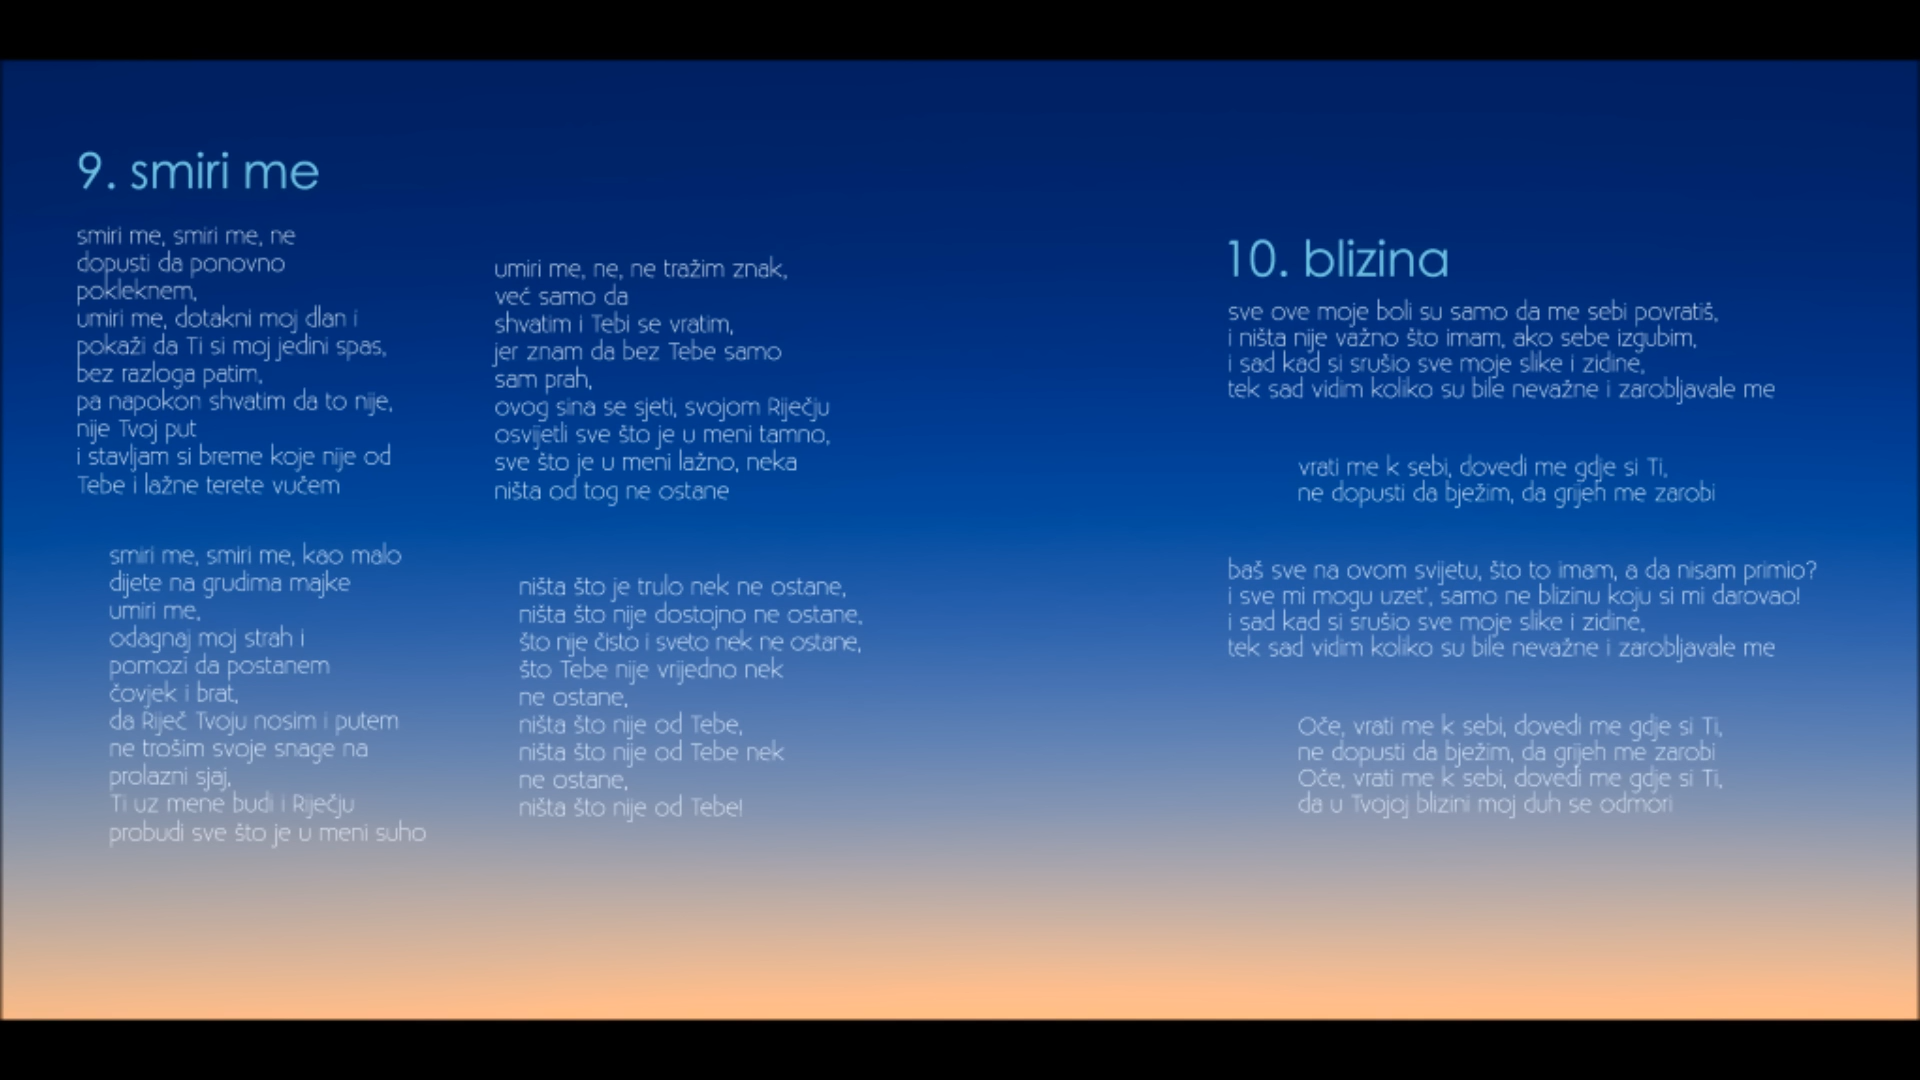 9. smiri me
smiri me, smiri me, ne
dopusti da ponovno
pokleknem,
umiri me, dotakni moj dlan i
pokaži da Ti si moj jedini spas,
bez razloga patim,
pa napokon shvatim da to nije,
nije Tvoj put
i stavljam si breme koje nije od
Tebe i lažne terete vučem
smiri me, smiri me, kao malo
dijete na grudima majke
umiri me,
odagnaj moj strah i
pomozi da postanem
čovjek i brat,
da Riječ Tvoju nosim i putem
ne trošim svoje snage na
prolazni sjaj,
Ti uz mene budi i Riječju
probudi sve što je u meni suho
umiri me, ne, ne tražim znak,
već samo da
shvatim i Tebi se vratim,
jer znam da bez Tebe samo
sam prah,
ovog sina se sjeti, svojom Riječju
osvijetli sve što je u meni tamno,
sve što je u meni lažno, neka
ništa od tog ne ostane
ništa što je trulo nek ne ostane,
ništa što nije dostojno ne ostane,
što nije čisto i sveto nek ne ostane,
što Tebe nije vrijedno nek
ne ostane,
ništa što nije od Tebe,
ništa što nije od Tebe nek
ne ostane,
ništa što nije od Tebe!
10. blizina
sve ove moje boli su samo da me sebi povratiš,
i ništa nije važno što imam, ako sebe izgubim,
i sad kad si srušio sve moje slike i zidine,
tek sad vidim koliko su bile nevažne i zarobljavale me
vrati me k sebi, dovedi me gdje si Ti,
ne dopusti da bježim, da grijeh me zarobi
baš sve na ovom svijetu, što to imam, a da nisam primio?
i sve mi mogu uzet', samo ne blizinu koju si mi darovao!
i sad kad si srušio sve moje slike i zidine,
tek sad vidim koliko su bile nevažne i zarobljavale me
Oče, vrati me k sebi, dovedi me gdje si Ti,
ne dopusti da bježim, da grijeh me zarobi
Oče, vrati me k sebi, dovedi me gdje si Ti,
da u Tvojoj blizini moj duh se odmori